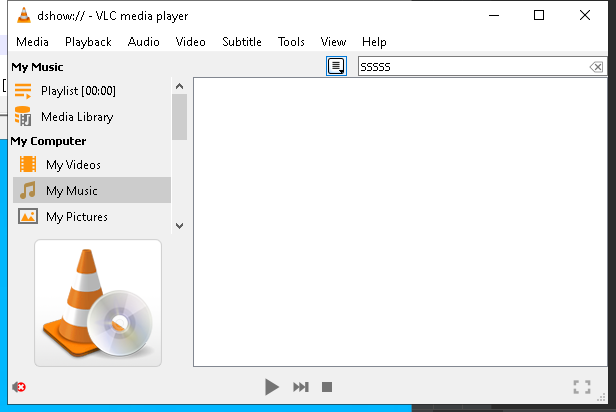 dshow:// - VLC media player
Media Playback Audio Video Subtitle Tools View Help
My Music
sssss
Playlist [00:00]
Media Library
My Computer
My Videos
My Music
My Pictures